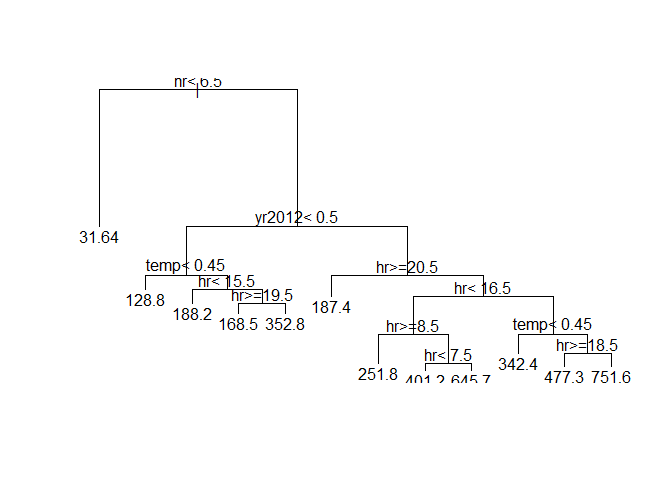 hr< 6.5
yr2012< 0.5
31.64
temp< 0.45
hr>=20.5
hr< 15.5
hr< 16.5
hr>=19.5
128.8
187.4
188.2
168.5 352.8
hr>=8.5
temp< 0.45
hr>=18.5
hr< 7.5
342.4
251.8
401.2 645.7
477.3 751.6